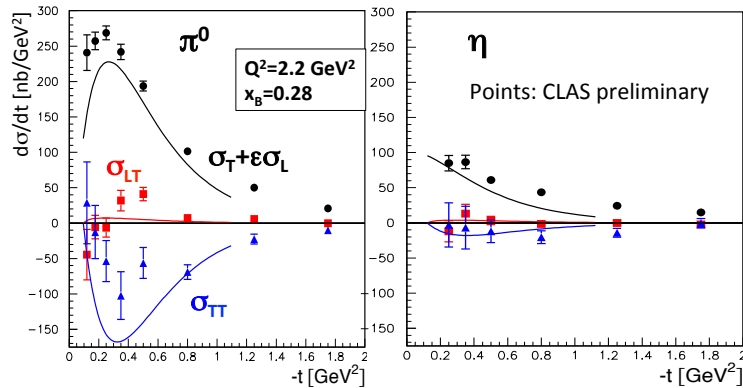 dσ/dt [nb/GeV²]
300
250
200
150
100
50
0
-50
-100
-150
0 0.2 0.4 0.6 0.8 1 1.2 1.4 1.6 1.8 2
-t [GeV²]
π⁰
Q²=2.2 GeV²
x_B=0.28
σ_T+εσ_L
σ_LT
σ_TT
300
250
200
150
100
50
0
-50
-100
-150
0 0.2 0.4 0.6 0.8 1 1.2 1.4 1.6 1.8 2
-t [GeV²]
η
Points: CLAS preliminary